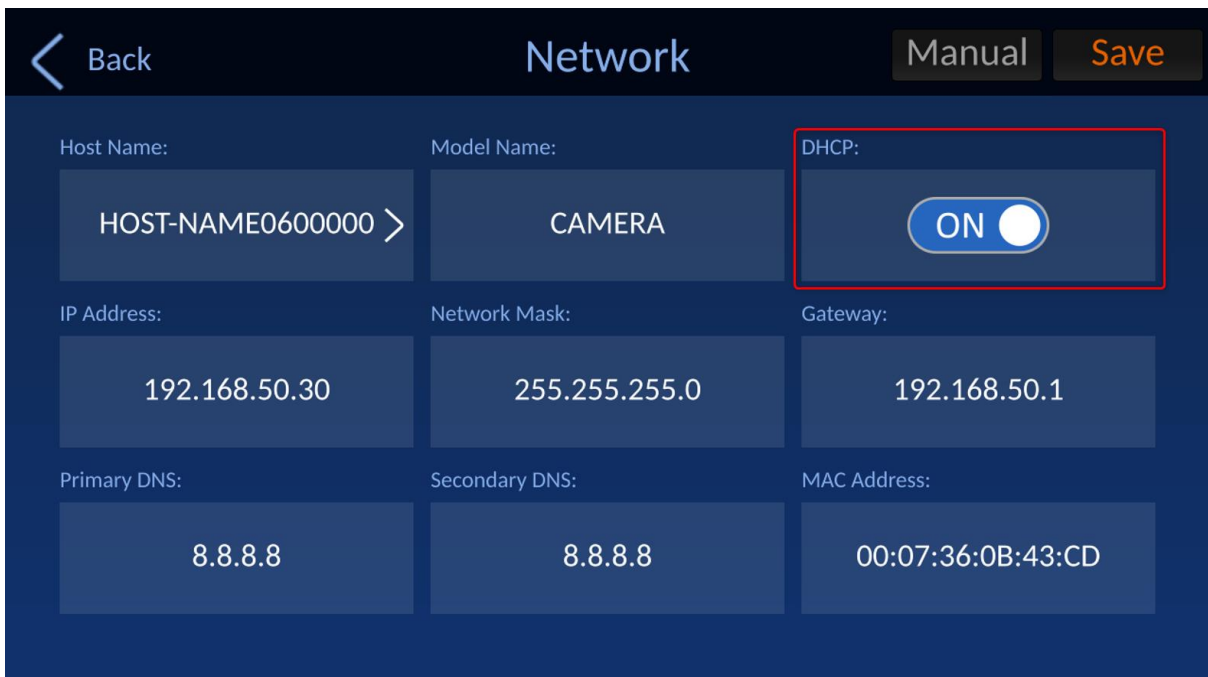 Back
Network
Manual
Save
Host Name:
Model Name:
DHCP:
HOST-NAME0600000
CAMERA
ON
IP Address:
Network Mask:
Gateway:
192.168.50.30
255.255.255.0
192.168.50.1
Primary DNS:
Secondary DNS:
MAC Address:
8.8.8.8
8.8.8.8
00:07:36:0B:43:CD